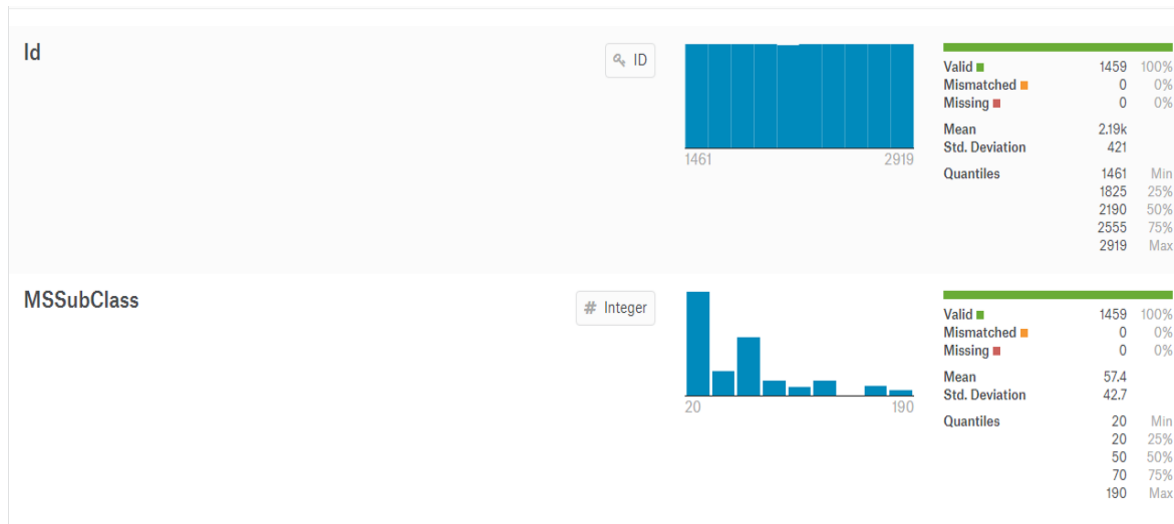 Id
ID
1461 2919
Valid 1459 100%
Mismatched 0 0%
Missing 0 0%
Mean 2.19k
Std. Deviation 421
Quantiles 1461 Min
1825 25%
2190 50%
2555 75%
2919 Max
MSSubClass
# Integer
20 190
Valid 1459 100%
Mismatched 0 0%
Missing 0 0%
Mean 57.4
Std. Deviation 42.7
Quantiles 20 Min
20 25%
50 50%
70 75%
190 Max